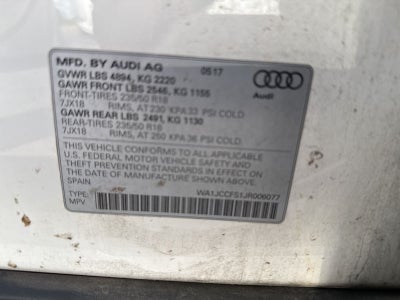 MFD. BY AUDI AG 05/17
GVWR LBS 4894, KG 2220
GAWR FRONT LBS 2546, KG 1155
FRONT-TIRES 235/50 R18
7JX18 RIMS, AT 230 KPA/33 PSI COLD
GAWR REAR LBS 2491, KG 1130
REAR-TIRES 235/50 R18
7JX18 RIMS, AT 250 KPA/36 PSI COLD
Audi
THIS VEHICLE CONFORMS TO ALL APPLICABLE
U.S. FEDERAL MOTOR VEHICLE SAFETY AND
THEFT PREVENTION STANDARDS IN EFFECT ON
THE DATE OF MANUFACTURE SHOWN ABOVE.
SPAIN
MPV
WA1JCCFS1JR006077